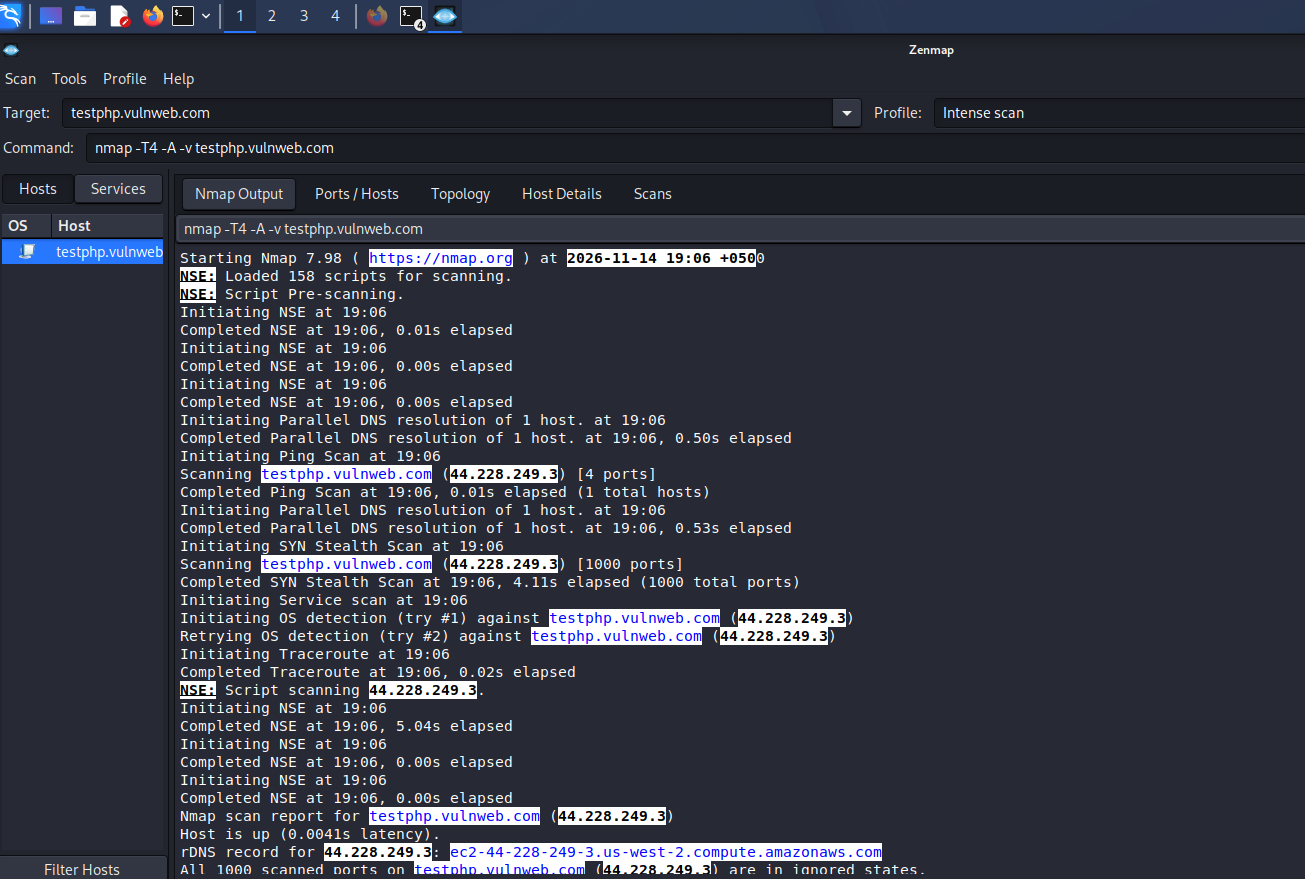 1 2 3 4 4
Zenmap
Scan Tools Profile Help
Target: testphp.vulnweb.com Profile: Intense scan
Command: nmap -T4 -A -v testphp.vulnweb.com
Hosts Services Nmap Output Ports / Hosts Topology Host Details Scans
OS Host
nmap -T4 -A -v testphp.vulnweb.com
testphp.vulnweb
Starting Nmap 7.98 ( https://nmap.org ) at 2026-11-14 19:06 +0500
NSE: Loaded 158 scripts for scanning.
NSE: Script Pre-scanning.
Initiating NSE at 19:06
Completed NSE at 19:06, 0.01s elapsed
Initiating NSE at 19:06
Completed NSE at 19:06, 0.00s elapsed
Initiating NSE at 19:06
Completed NSE at 19:06, 0.00s elapsed
Initiating Parallel DNS resolution of 1 host. at 19:06
Completed Parallel DNS resolution of 1 host. at 19:06, 0.50s elapsed
Initiating Ping Scan at 19:06
Scanning testphp.vulnweb.com (44.228.249.3) [4 ports]
Completed Ping Scan at 19:06, 0.01s elapsed (1 total hosts)
Initiating Parallel DNS resolution of 1 host. at 19:06
Completed Parallel DNS resolution of 1 host. at 19:06, 0.53s elapsed
Initiating SYN Stealth Scan at 19:06
Scanning testphp.vulnweb.com (44.228.249.3) [1000 ports]
Completed SYN Stealth Scan at 19:06, 4.11s elapsed (1000 total ports)
Initiating Service scan at 19:06
Initiating OS detection (try #1) against testphp.vulnweb.com (44.228.249.3)
Retrying OS detection (try #2) against testphp.vulnweb.com (44.228.249.3)
Initiating Traceroute at 19:06
Completed Traceroute at 19:06, 0.02s elapsed
NSE: Script scanning 44.228.249.3.
Initiating NSE at 19:06
Completed NSE at 19:06, 5.04s elapsed
Initiating NSE at 19:06
Completed NSE at 19:06, 0.00s elapsed
Initiating NSE at 19:06
Completed NSE at 19:06, 0.00s elapsed
Nmap scan report for testphp.vulnweb.com (44.228.249.3)
Host is up (0.0041s latency).
rDNS record for 44.228.249.3: ec2-44-228-249-3.us-west-2.compute.amazonaws.com
All 1000 scanned ports on testphp.vulnweb.com (44.228.249.3) are in ignored states.
Filter Hosts